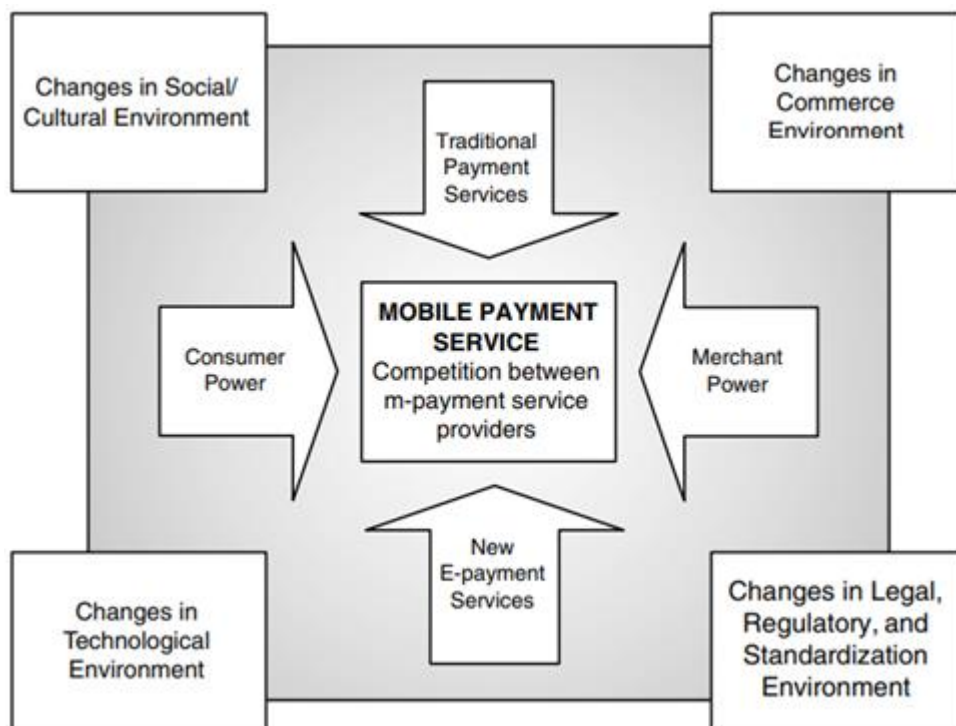 Changes in Social/
Cultural Environment
Changes in
Commerce
Environment
Traditional
Payment
Services
Consumer
Power
MOBILE PAYMENT
SERVICE
Competition between
m-payment service
providers
Merchant
Power
New
E-payment
Services
Changes in
Technological
Environment
Changes in Legal,
Regulatory, and
Standardization
Environment